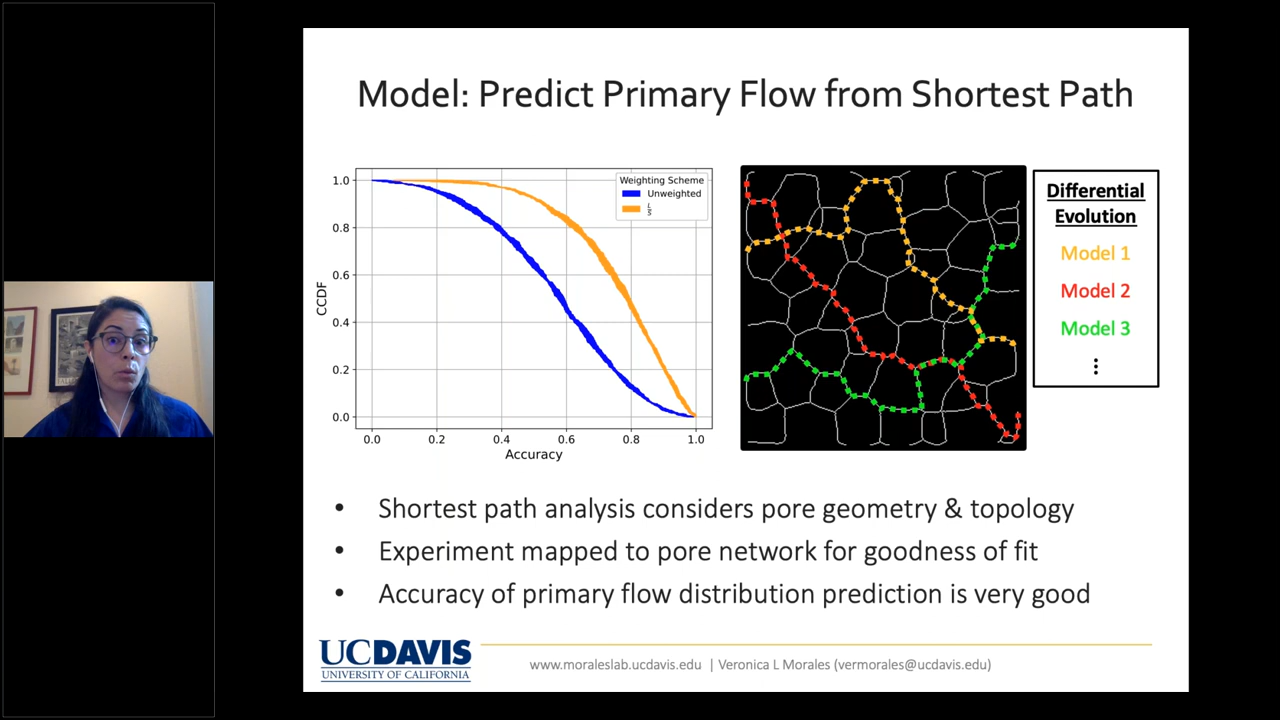 Model: Predict Primary Flow from Shortest Path
Weighting Scheme
Unweighted
L
S
1.0
0.8
0.6
0.4
0.2
0.0
CCDF
0.0 0.2 0.4 0.6 0.8 1.0
Accuracy
Differential
Evolution
Model 1
Model 2
Model 3
⋮
• Shortest path analysis considers pore geometry & topology
• Experiment mapped to pore network for goodness of fit
• Accuracy of primary flow distribution prediction is very good
UCDAVIS
UNIVERSITY OF CALIFORNIA
www.moraleslab.ucdavis.edu | Veronica L Morales (vermorales@ucdavis.edu)